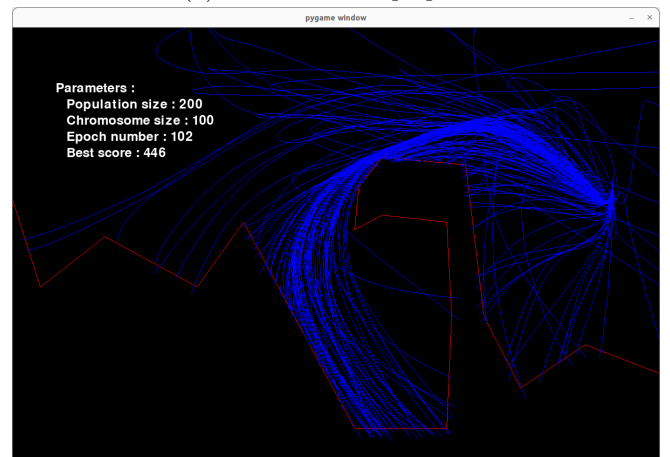 pygame window
Parameters :
Population size : 200
Chromosome size : 100
Epoch number : 102
Best score : 446